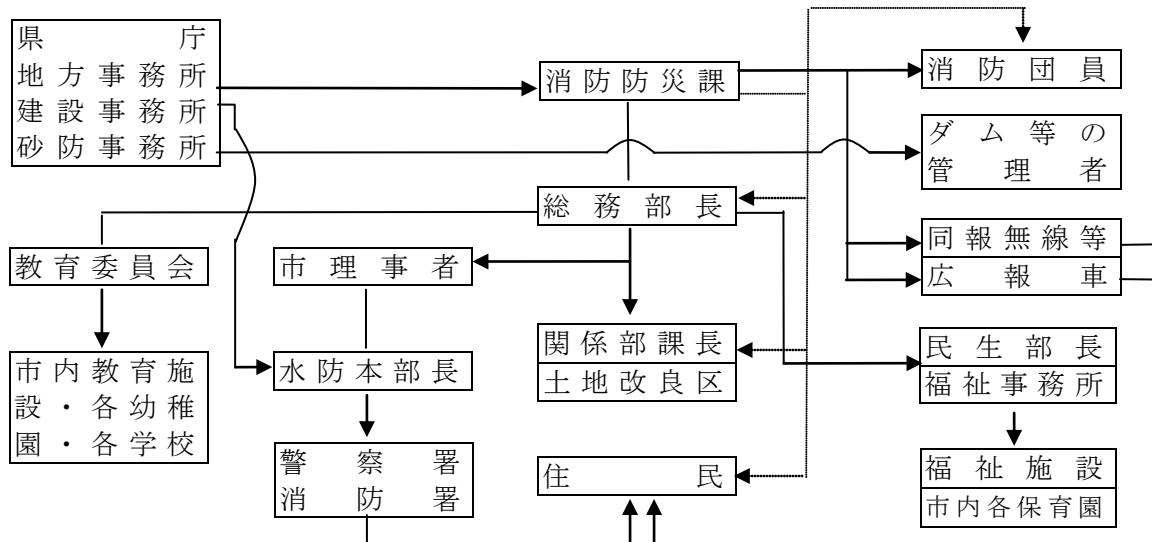 県庁
地方事務所
建設事務所
砂防事務所
消防防災課
消防団員
ダム等の
管理者
総務部長
同報無線等
広報車
教育委員会
市理事者
関係部課長
土地改良区
民生部長
福祉事務所
市内教育施
設・各幼稚
園・各学校
水防本部長
警察署
消防署
住民
福祉施設
市内各保育園